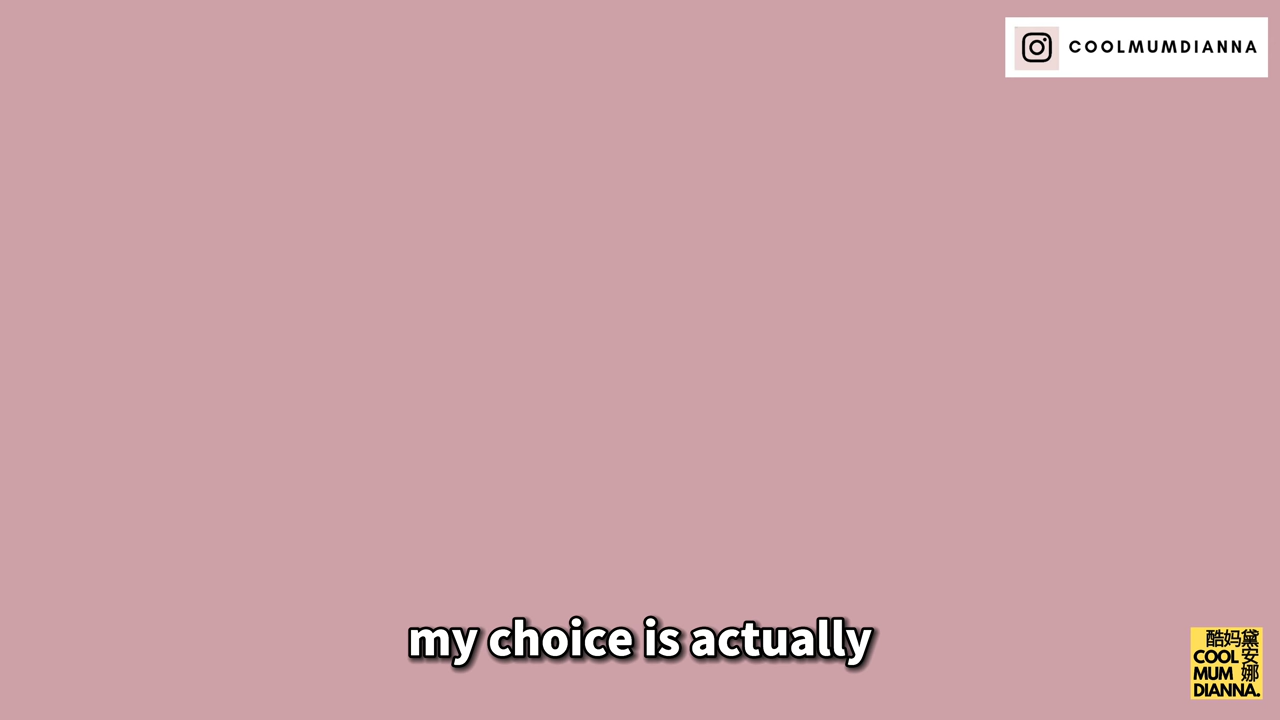 COOLMUMDIANNA
my choice is actually
酷妈黛
COOL安
MUM娜
DIANNA.